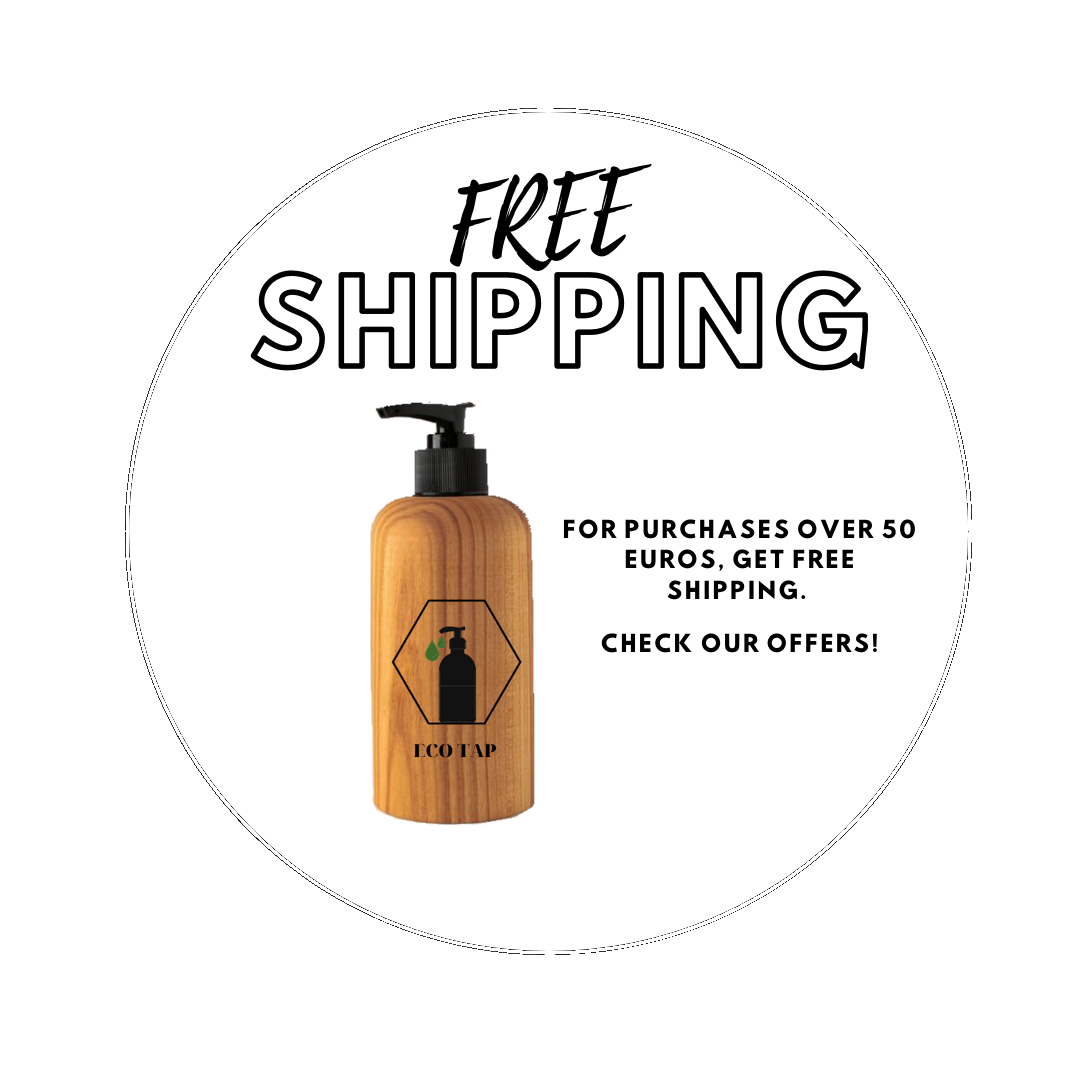 FREE
SHIPPING
FOR PURCHASES OVER 50
EUROS, GET FREE
SHIPPING.
CHECK OUR OFFERS!
ECO TAP